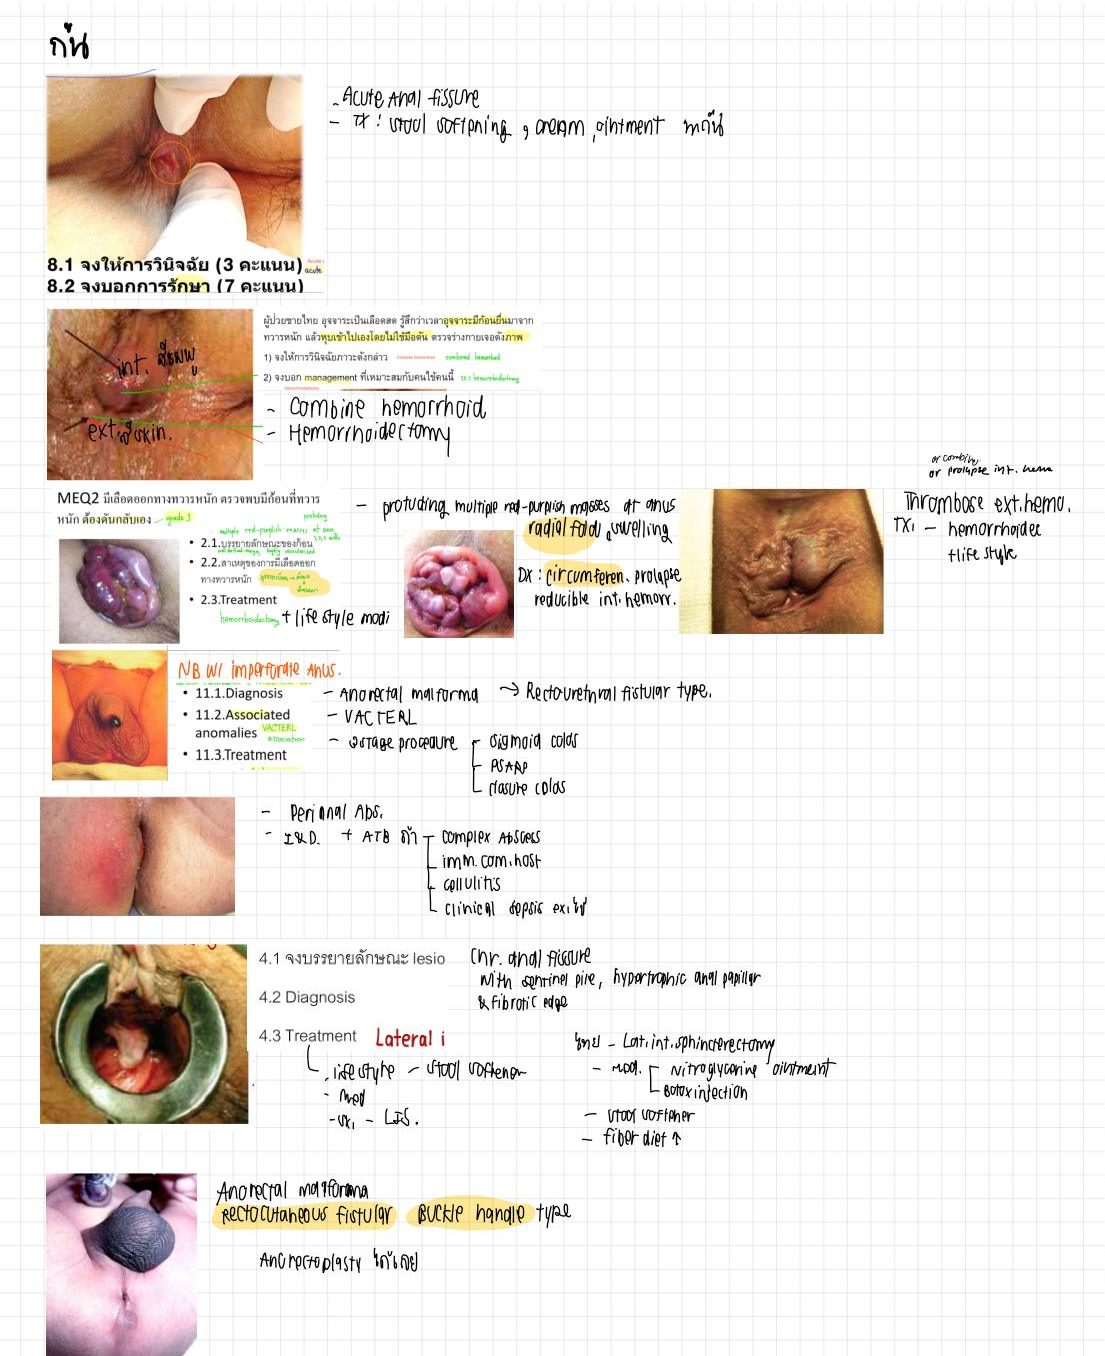 ก้น
- Acute Anal fissure
- TX : stool softening , cream ,ointment
8.1 จงให้การวินิจฉัย (3 คะแนน)
acute
8.2 จงบอกการรักษา (7 คะแนน)
ผู้ป่วยชายไทย อุจจาระเป็นเลือดสด รู้สึกว่าเวลาอุจจาระมีก้อนยื่นมาจาก
ทวารหนัก แล้วหุบเข้าไปเองโดยไม่ใช้มือดัน ตรวจร่างกายเจอดังภาพ
1) จงให้การวินิจฉัยภาวะดังกล่าว Complex hemorrhoid combined hemorrhoid
2) จงบอก management ที่เหมาะสมกับคนไข้คนนี้ tx : hemorrhoidectomy
Hemorrhoidectomy
int. สีชมพู
ext. สี skin.
- Combine hemorrhoid
- Hemorrhoidectomy
MEQ2 มีเลือดออกทางทวารหนัก ตรวจพบมีก้อนที่ทวาร
หนัก ต้องดันกลับเอง → grade 3
protuding
multiple red-purplish masses at anus
• 2.1.บรรยายลักษณะของก้อน
• 2.2.สาเหตุของการมีเลือดออก
ทางทวารหนัก
• 2.3.Treatment
hemorrhoidectomy + life style modi
- protuding multiple red-purplish masses at anus
radial fold, swelling
DX : circumferen. prolapse
reducible int. hemorr.
or combine
or prolapse int. hemo
Thrombose ext. hemo.
TX. - hemorrhoidec
+life style
NB w/ imperforate Anus.
• 11.1.Diagnosis
• 11.2.Associated
anomalies VACTERL
association
• 11.3.Treatment
- Anorectal malforma → Rectourethral fistular type.
- VACTERL
- 3 stage procedure
sigmoid colos
PSARP
closure colos
- Perianal Abs.
- I&D. + ATB ถ้า
complex Abscess
imm. com. host
cellulitis
clinical sepsis
4.1 จงบรรยายลักษณะ lesio
4.2 Diagnosis
4.3 Treatment Lateral i
Chr. anal fissure
with sentinel pile, hypertrophic anal papillar
& fibrotic edge
- life style - stool softener
- med
- sx. - LIS.
- Lat. int. sphincterectomy
- med. Nitroglycerine ointment
Botox injection
- stool softener
- fiber diet ↑
Anorectal malforma
Rectocutaneous fistular Buckle handle type
Anorectoplasty ได้เลย